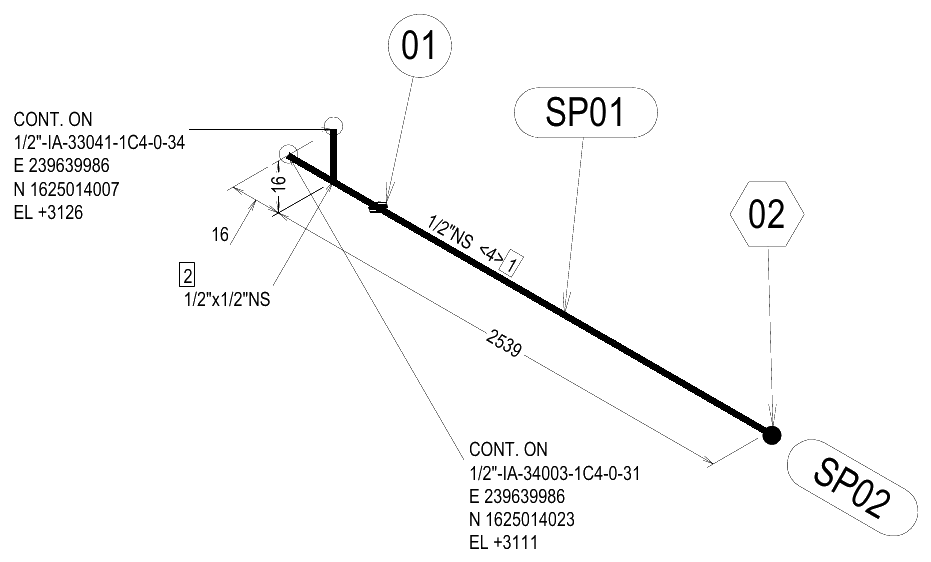 01
SP01
CONT. ON
1/2"-IA-33041-1C4-0-34
E 239639986
N 1625014007
EL +3126
16
16
02
1/2"NS <4> 1
2
1/2"x1/2"NS
2539
CONT. ON
1/2"-IA-34003-1C4-0-31
E 239639986
N 1625014023
EL +3111
SP02